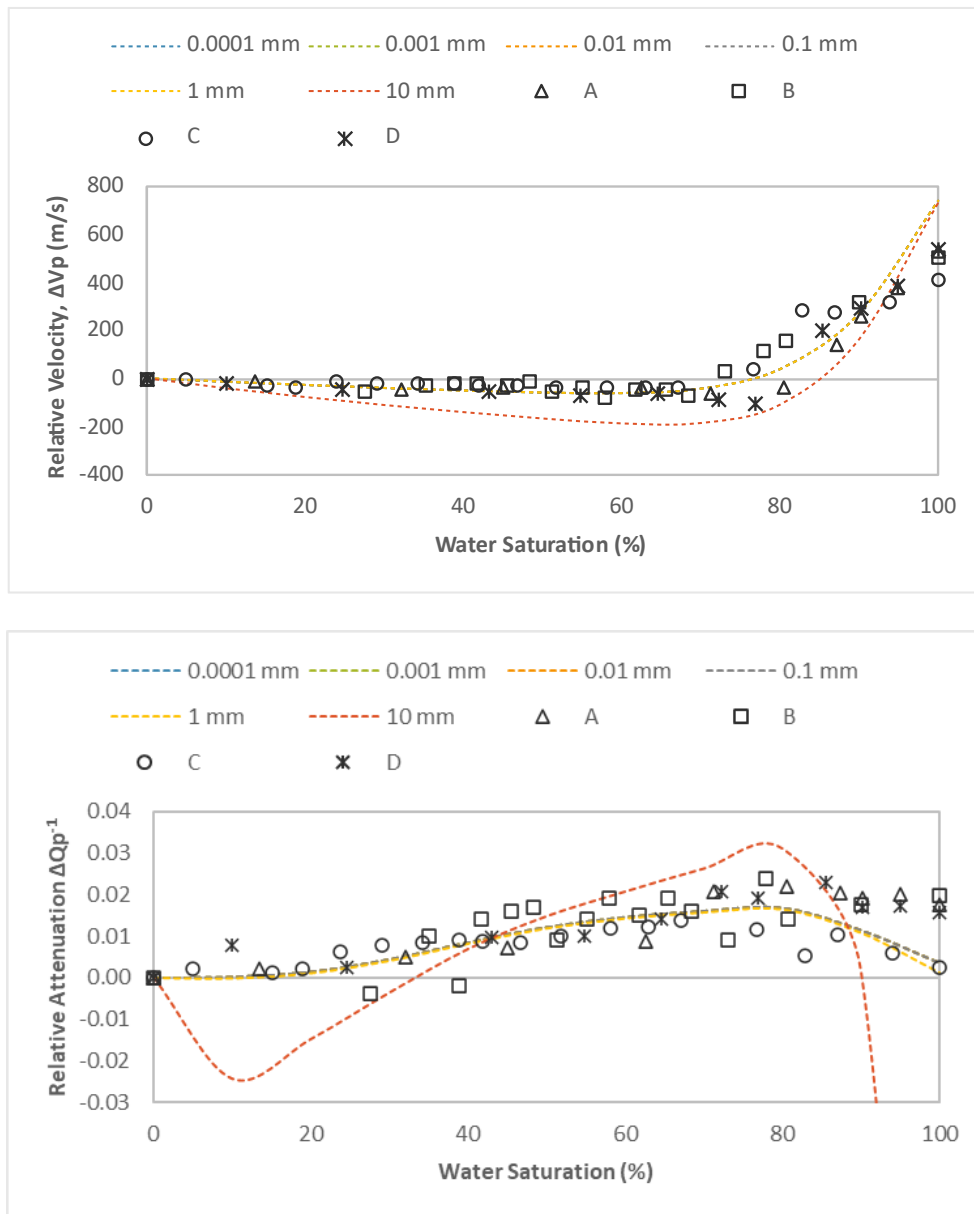 0.0001 mm 0.001 mm 0.01 mm 0.1 mm
1 mm 10 mm A B
C D
800
600
400
200
0
-200
-400
Relative Velocity, ΔVp (m/s)
0 20 40 60 80 100
Water Saturation (%)
0.0001 mm 0.001 mm 0.01 mm 0.1 mm
1 mm 10 mm A B
C D
0.04
0.03
0.02
0.01
0.00
-0.01
-0.02
-0.03
Relative Attenuation ΔQp⁻¹
0 20 40 60 80 100
Water Saturation (%)